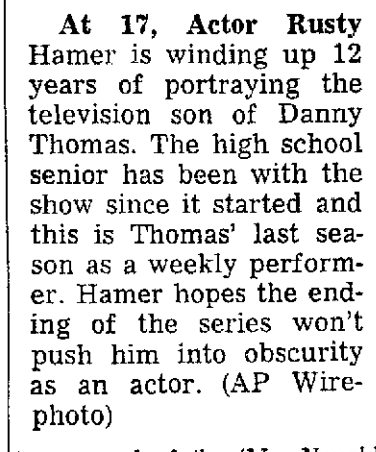 At 17, Actor Rusty
Hamer is winding up 12
years of portraying the
television son of Danny
Thomas. The high school
senior has been with the
show since it started and
this is Thomas' last sea-
son as a weekly perform-
er. Hamer hopes the end-
ing of the series won't
push him into obscurity
as an actor. (AP Wire-
photo)